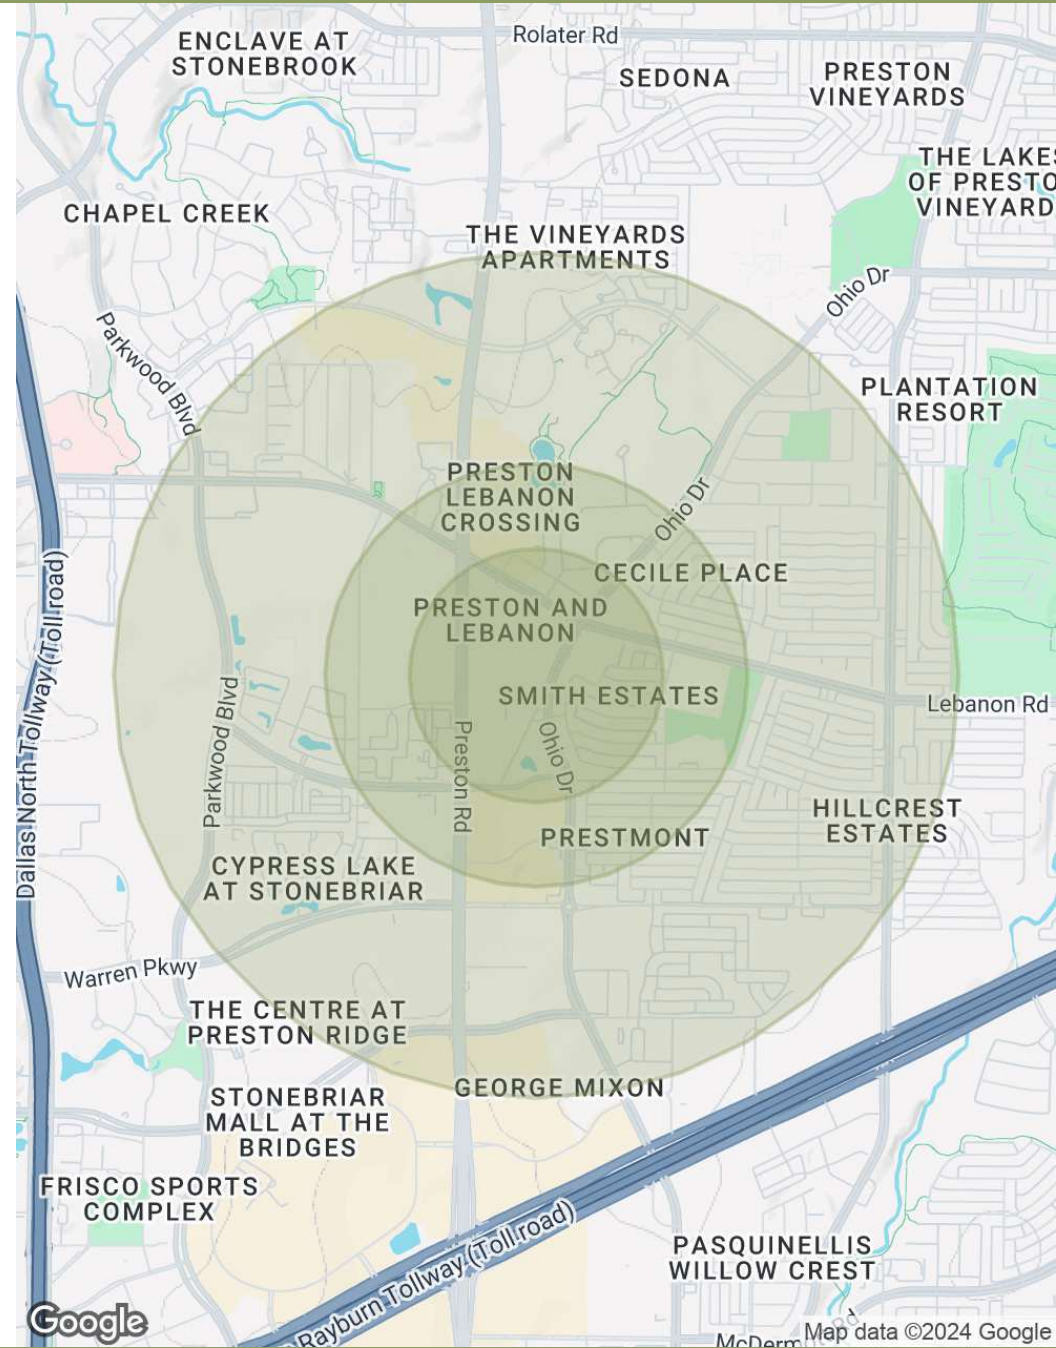 Rolater Rd
ENCLAVE AT
STONEBROOK
SEDONA
PRESTON
VINEYARDS
THE LAKES
OF PRESTO
VINEYARD
CHAPEL CREEK
THE VINEYARDS
APARTMENTS
Ohio Dr
Parkwood Blvd
PLANTATION
RESORT
PRESTON
LEBANON
CROSSING
Ohio Dr
CECILE PLACE
PRESTON AND
LEBANON
Dallas North Tollway (Toll road)
SMITH ESTATES
Lebanon Rd
Parkwood Blvd
Preston Rd
Ohio Dr
HILLCREST
ESTATES
PRESTMONT
CYPRESS LAKE
AT STONEBRIAR
Warren Pkwy
THE CENTRE AT
PRESTON RIDGE
GEORGE MIXON
STONEBRIAR
MALL AT THE
BRIDGES
FRISCO SPORTS
COMPLEX
Rayburn Tollway (Toll road)
PASQUINELLIS
WILLOW CREST
Google
Map data ©2024 Google